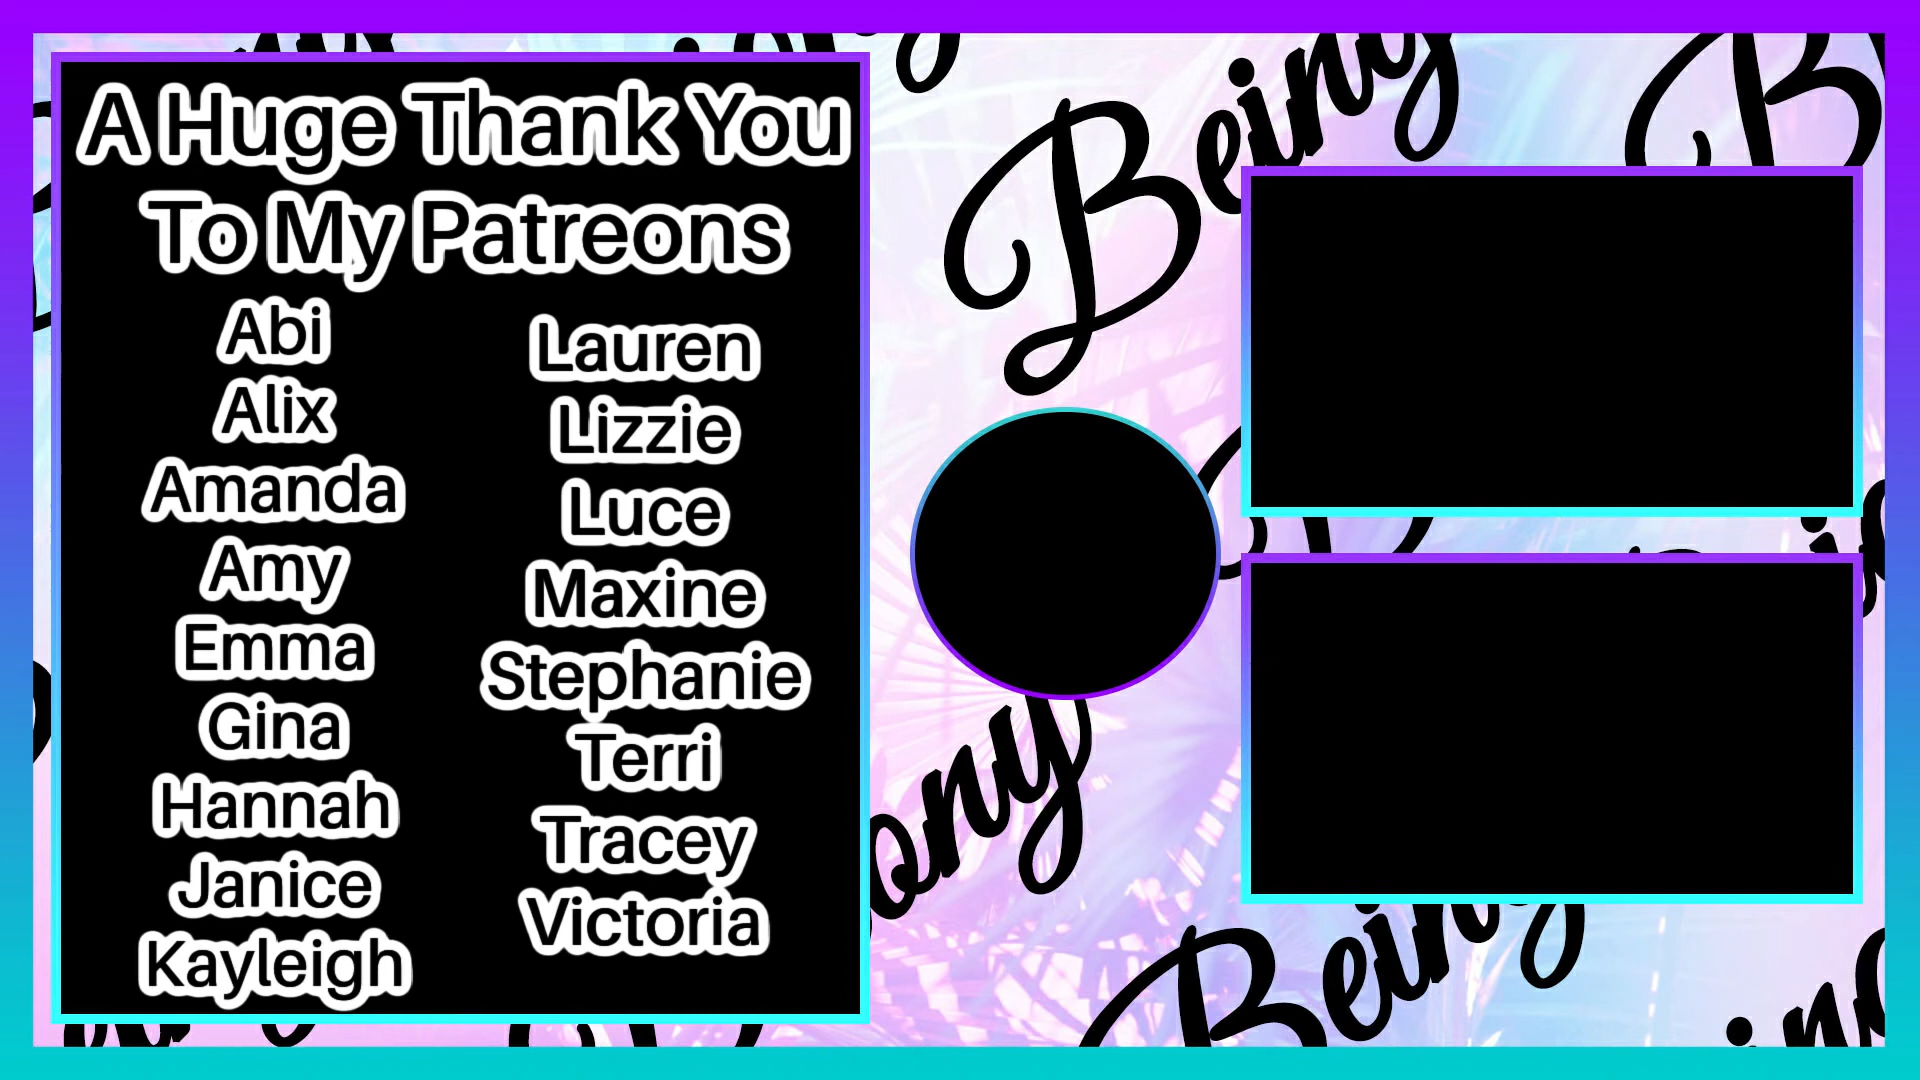 A Huge Thank You
To My Patreons
Abi
Alix
Amanda
Amy
Emma
Gina
Hannah
Janice
Kayleigh
Lauren
Lizzie
Luce
Maxine
Stephanie
Terri
Tracey
Victoria
Being
Being